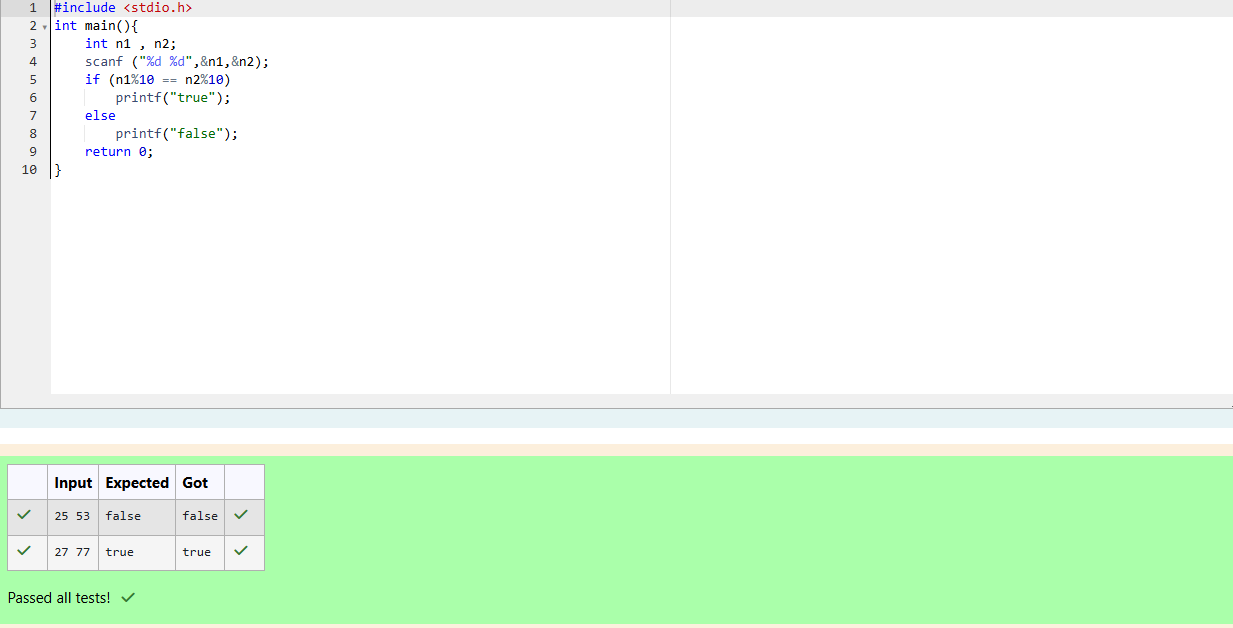 1 #include <stdio.h>
2 int main(){
3     int n1 , n2;
4     scanf ("%d %d",&n1,&n2);
5     if (n1%10 == n2%10)
6         printf("true");
7     else
8         printf("false");
9     return 0;
10 }
Input Expected Got
✓ 25 53 false false ✓
✓ 27 77 true true ✓
Passed all tests! ✓